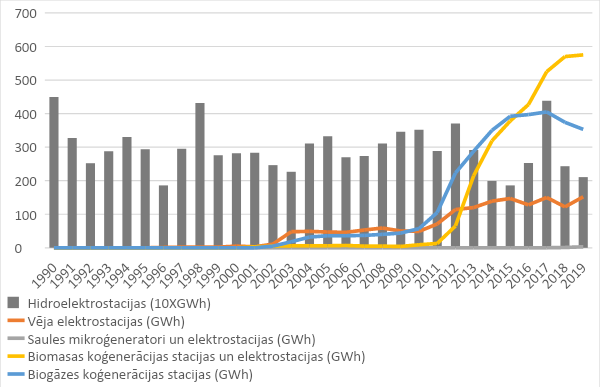 700
600
500
400
300
200
100
0
1990 1991 1992 1993 1994 1995 1996 1997 1998 1999 2000 2001 2002 2003 2004 2005 2006 2007 2008 2009 2010 2011 2012 2013 2014 2015 2016 2017 2018 2019
Hidroelektrostacijas (10XGWh)
Vēja elektrostacijas (GWh)
Saules mikroģeneratori un elektrostacijas (GWh)
Biomasas koģenerācijas stacijas un elektrostacijas (GWh)
Biogāzes koģenerācijas stacijas (GWh)